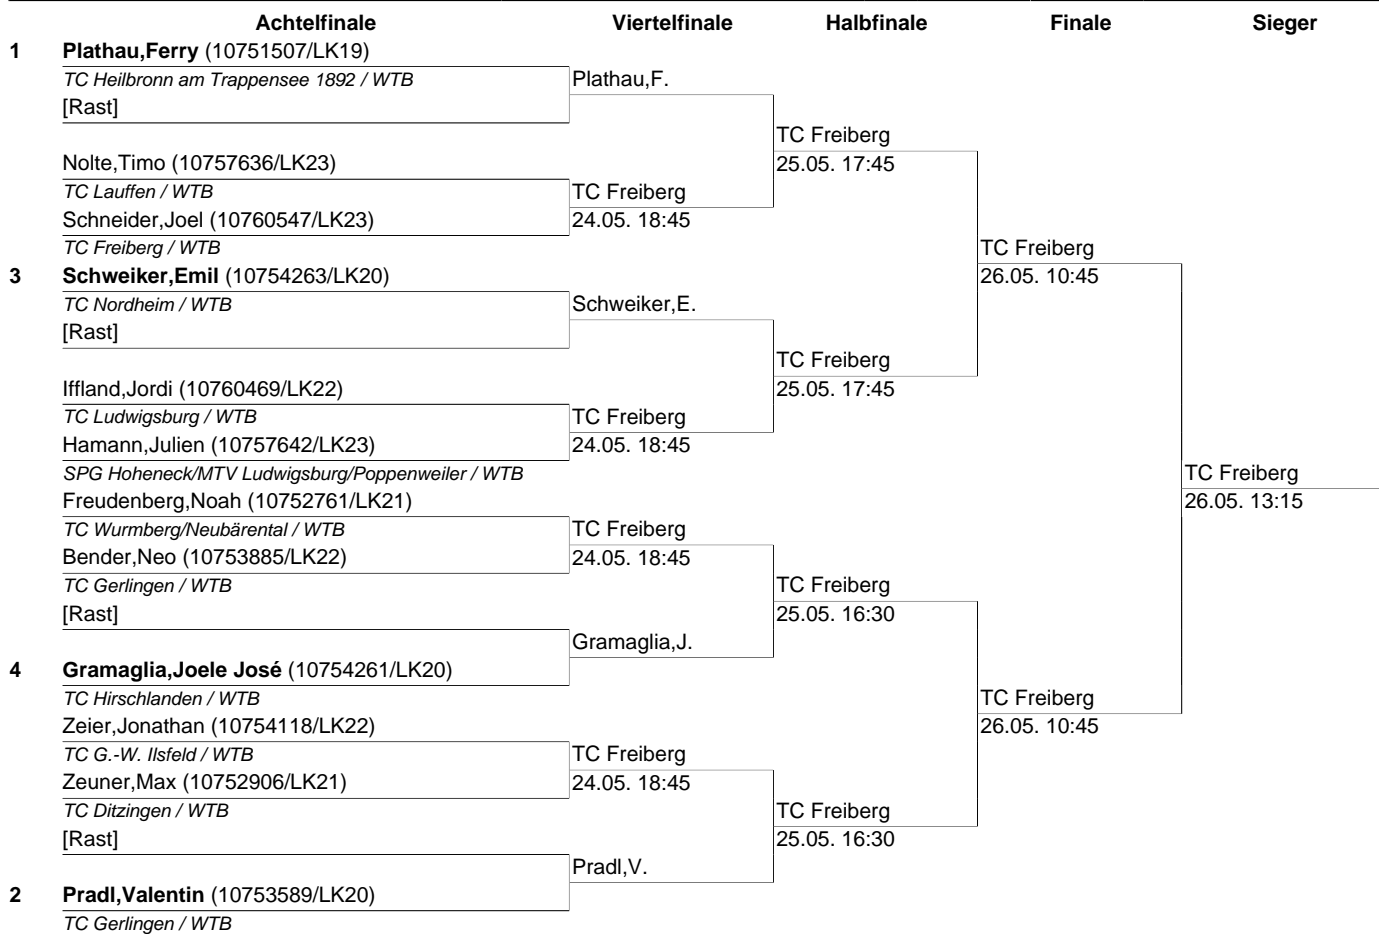 Achtelfinale Viertelfinale Halbfinale Finale Sieger
1 Plathau,Ferry (10751507/LK19)
TC Heilbronn am Trappensee 1892 / WTB Plathau,F.
[Rast]
TC Freiberg
Nolte,Timo (10757636/LK23) 25.05. 17:45
TC Lauffen / WTB TC Freiberg
Schneider,Joel (10760547/LK23) 24.05. 18:45
TC Freiberg / WTB TC Freiberg
3 Schweiker,Emil (10754263/LK20) 26.05. 10:45
TC Nordheim / WTB Schweiker,E.
[Rast]
TC Freiberg
Iffland,Jordi (10760469/LK22) 25.05. 17:45
TC Ludwigsburg / WTB TC Freiberg
Hamann,Julien (10757642/LK23) 24.05. 18:45
SPG Hoheneck/MTV Ludwigsburg/Poppenweiler / WTB TC Freiberg
Freudenberg,Noah (10752761/LK21) 26.05. 13:15
TC Wurmberg/Neubärental / WTB TC Freiberg
Bender,Neo (10753885/LK22) 24.05. 18:45
TC Gerlingen / WTB TC Freiberg
[Rast] 25.05. 16:30
Gramaglia,J.
4 Gramaglia,Joele José (10754261/LK20)
TC Hirschlanden / WTB TC Freiberg
Zeier,Jonathan (10754118/LK22) 26.05. 10:45
TC G.-W. Ilsfeld / WTB TC Freiberg
Zeuner,Max (10752906/LK21) 24.05. 18:45
TC Ditzingen / WTB TC Freiberg
[Rast] 25.05. 16:30
Pradl,V.
2 Pradl,Valentin (10753589/LK20)
TC Gerlingen / WTB